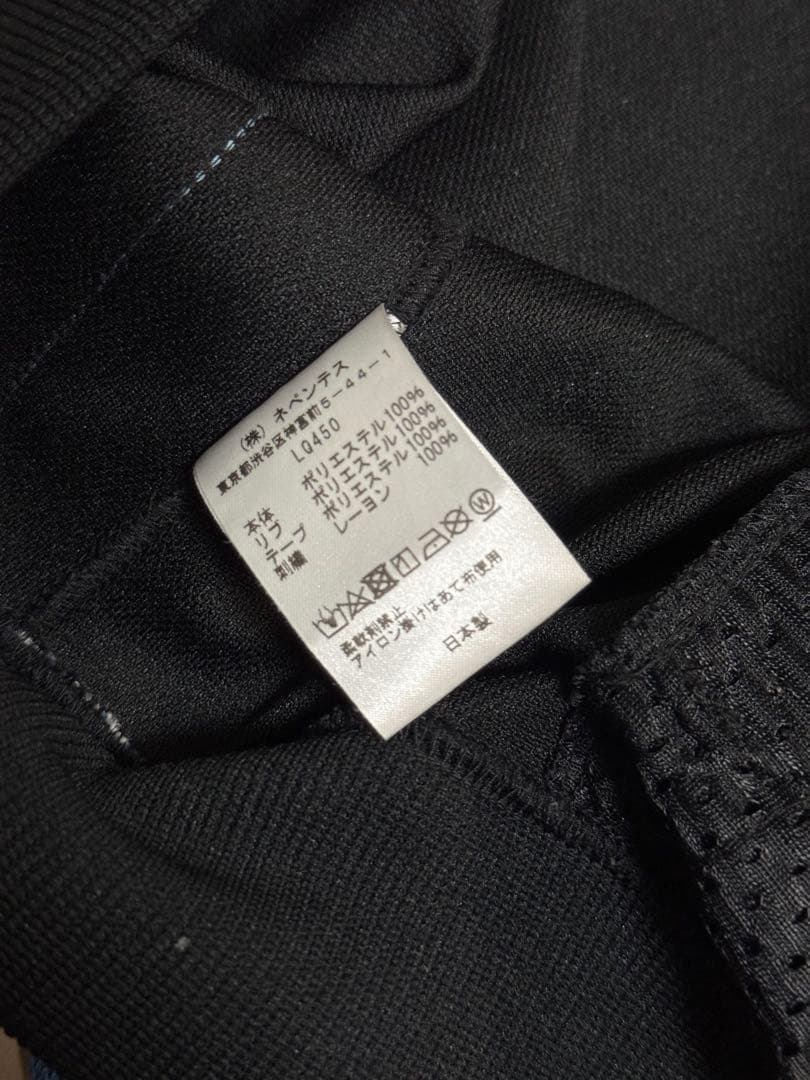 (株)ネペンテス
東京都渋谷区神宮前5-44-1
LQ450
本体 ポリエステル100%
リブ ポリエステル100%
テープ ポリエステル100%
刺繍 レーヨン 100%
W
柔軟剤禁止
アイロン掛けはあて布使用
日本製